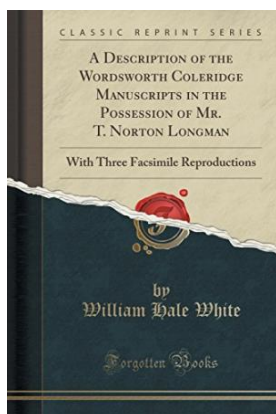 CLASSIC REPRINT SERIES
A DESCRIPTION OF THE
WORDSWORTH COLERIDGE
MANUSCRIPTS IN THE
POSSESSION OF MR.
T. NORTON LONGMAN
With Three Facsimile Reproductions
by
William Hale White
Forgotten Books